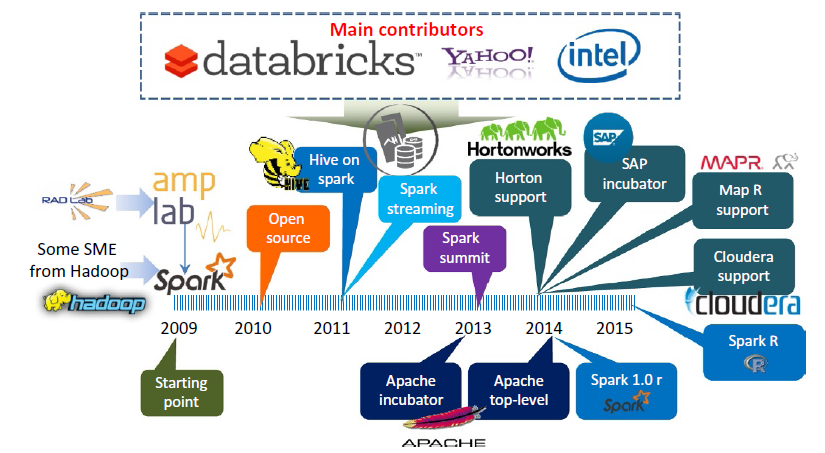 Main contributors
databricks™
YAHOO!
intel
HIVE
Hive on
spark
Spark
streaming
Hortonworks
Horton
support
SAP
SAP
incubator
MAPR
Map R
support
RAD Lab
amp
lab
Open
source
Spark
summit
Cloudera
support
Some SME
from Hadoop
hadoop
Spark
cloudera
2009
2010
2011
2012
2013
2014
2015
Starting
point
Apache
incubator
APACHE
Apache
top-level
Spark 1.0 r
Spark
Spark R
R